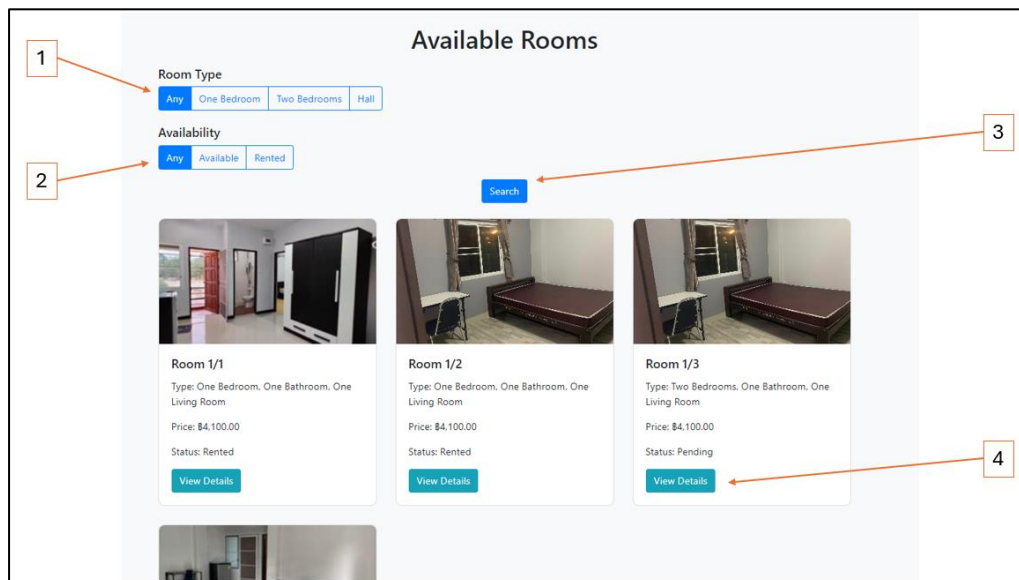 Available Rooms
1
Room Type
Any One Bedroom Two Bedrooms Hall
Availability
3
Any Available Rented
2
Search
Room 1/1
Type: One Bedroom, One Bathroom, One
Living Room
Price: ฿4,100.00
Status: Rented
View Details
Room 1/2
Type: One Bedroom, One Bathroom, One
Living Room
Price: ฿4,100.00
Status: Rented
View Details
Room 1/3
Type: Two Bedrooms, One Bathroom, One
Living Room
Price: ฿4,100.00
Status: Pending
View Details
4